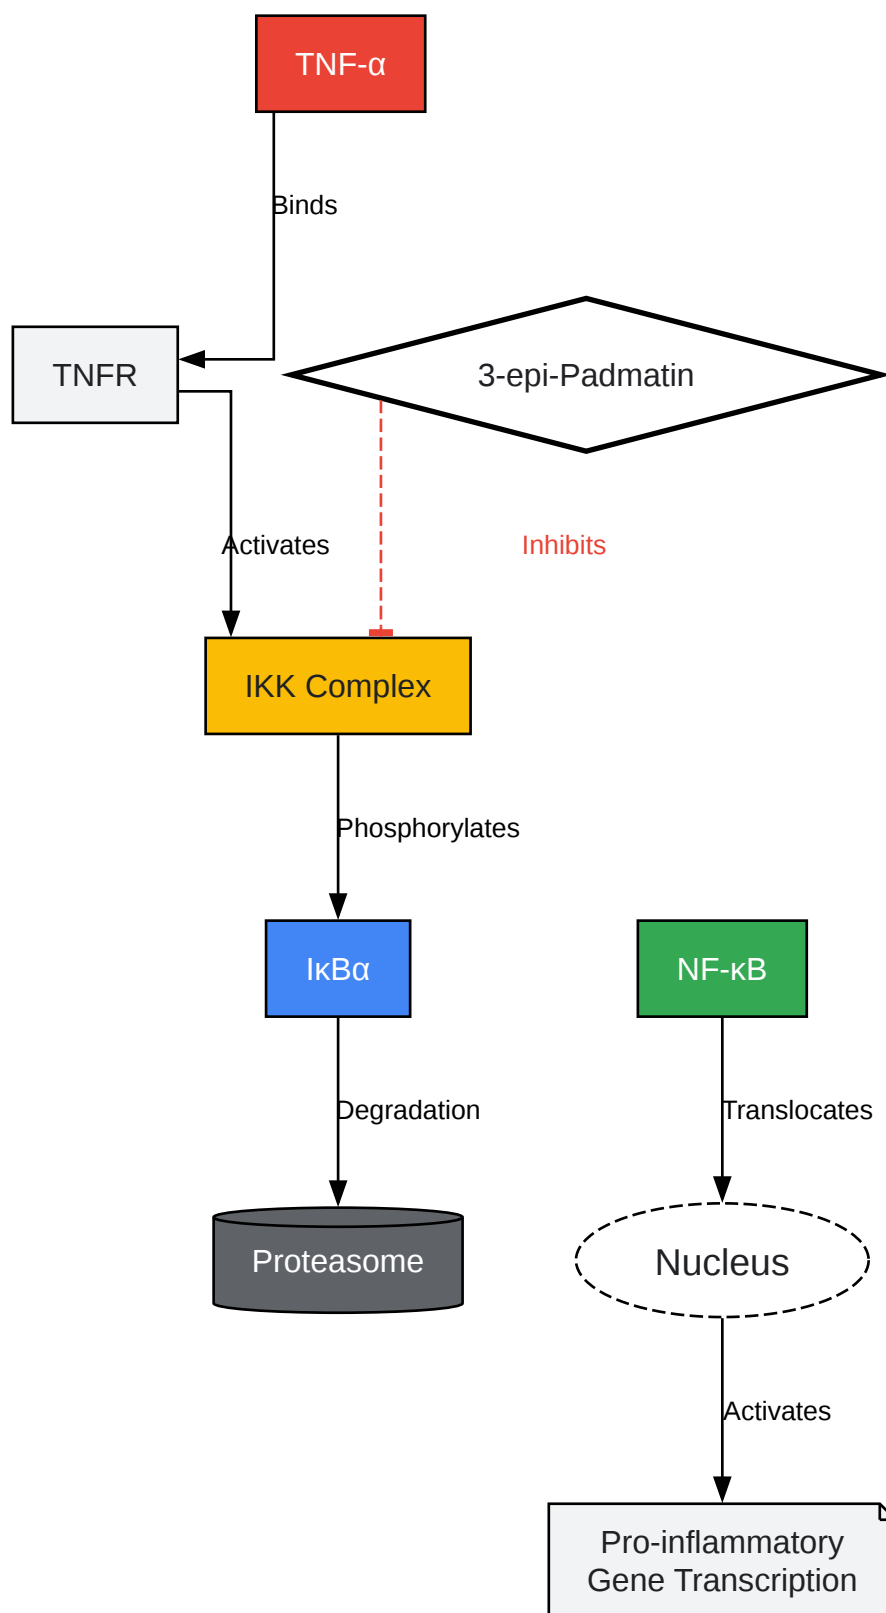 TNF-α
Binds
TNFR
3-epi-Padmatin
Activates
Inhibits
IKK Complex
Phosphorylates
IκBα
NF-κB
Degradation
Translocates
Proteasome
Nucleus
Activates
Pro-inflammatory
Gene Transcription